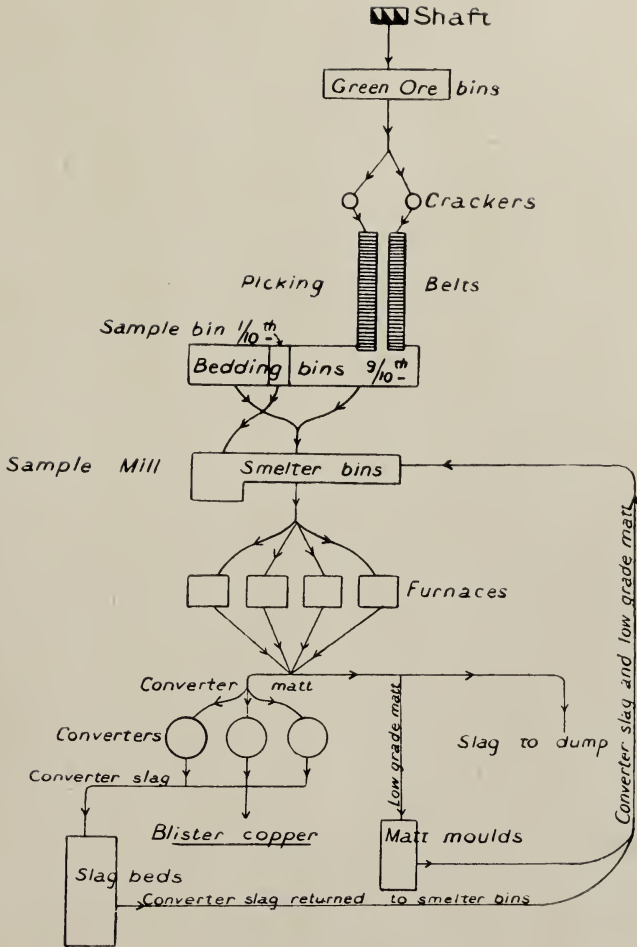 Shaft
Green Ore bins
Crackers
Picking Belts
Sample bin 1/10th
Bedding bins 9/10th
Sample Mill
Smelter bins
Furnaces
Converter matt
Converters
Slag to dump
Low grade matt
Converter slag and low grade matt
Converter slag
Blister copper
Matt moulds
Slag beds
Converter slag returned to smelter bins